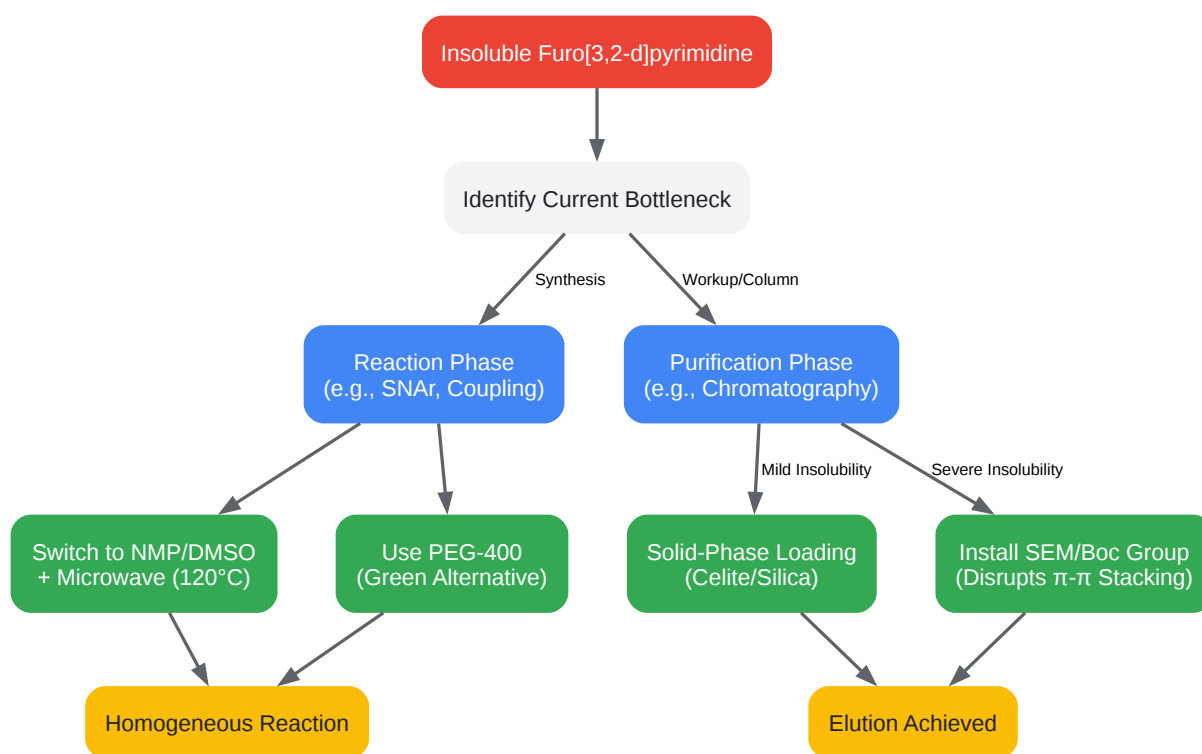 Insoluble Furo[3,2-d]pyrimidine
Identify Current Bottleneck
Synthesis
Workup/Column
Reaction Phase
(e.g., SNAr, Coupling)
Purification Phase
(e.g., Chromatography)
Mild Insolubility
Severe Insolubility
Switch to NMP/DMSO
+ Microwave (120°C)
Use PEG-400
(Green Alternative)
Solid-Phase Loading
(Celite/Silica)
Install SEM/Boc Group
(Disrupts π-π Stacking)
Homogeneous Reaction
Elution Achieved